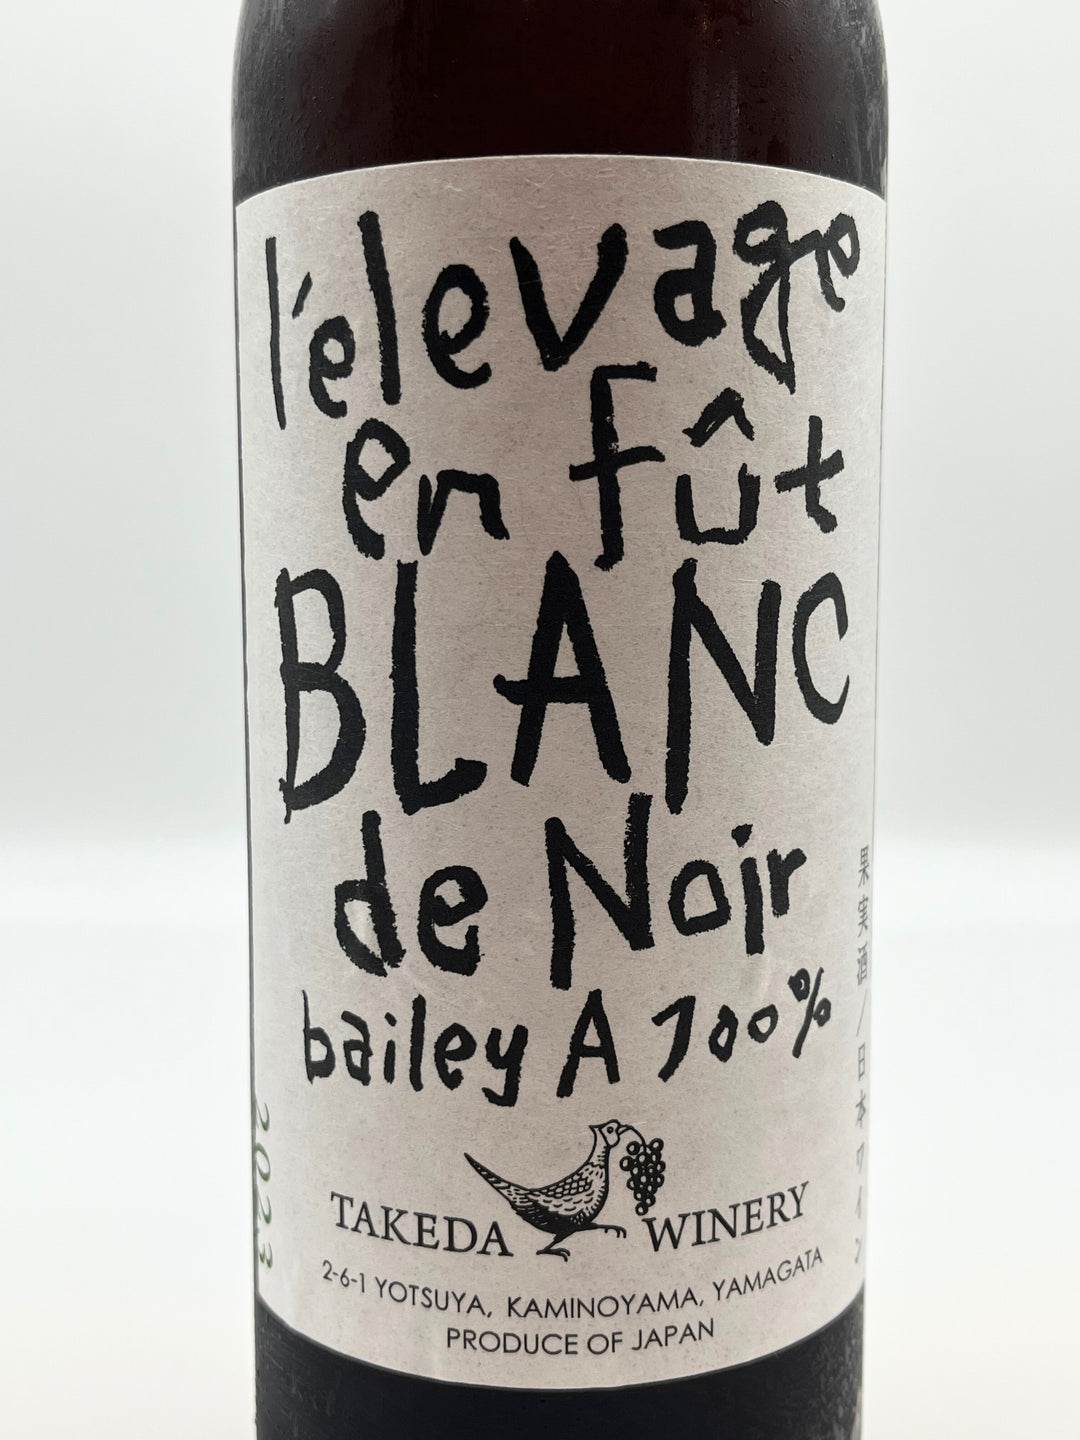 l'élevage
en fût
BLANC
de Noir
bailey A 100%
TAKEDA WINERY
2-6-1 YOTSUYA, KAMINOYAMA, YAMAGATA
PRODUCE OF JAPAN
2023
果実酒/日本ワイン